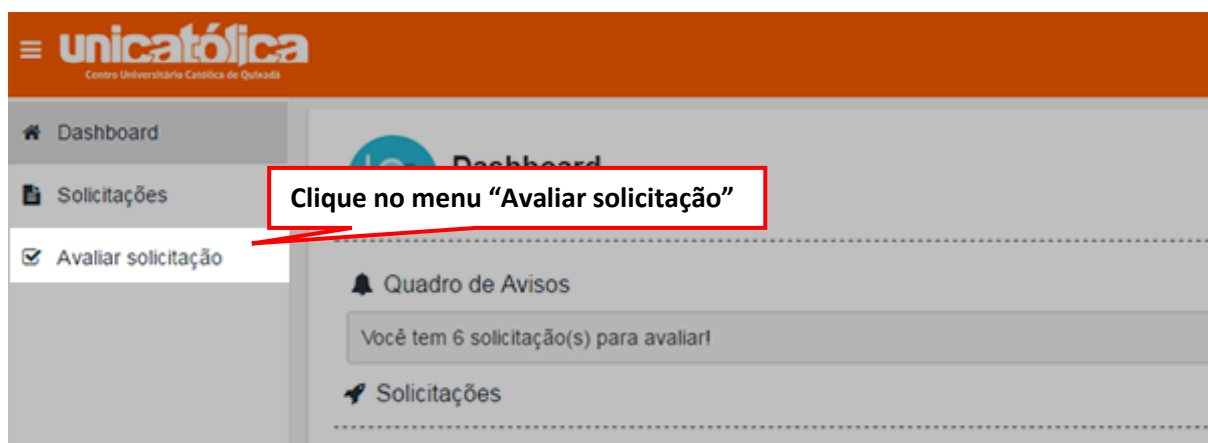 unicatólica
Centro Universitário Católica de Quixadá
Dashboard
Solicitações
Avaliar solicitação
Dashboard
Clique no menu “Avaliar solicitação”
Quadro de Avisos
Você tem 6 solicitação(s) para avaliar!
Solicitações